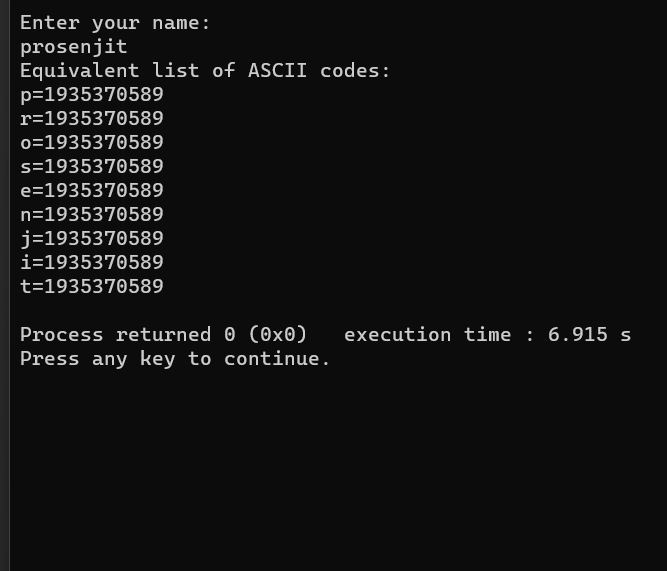 Enter your name:
prosenjit
Equivalent list of ASCII codes:
p=1935370589
r=1935370589
o=1935370589
s=1935370589
e=1935370589
n=1935370589
j=1935370589
i=1935370589
t=1935370589
Process returned 0 (0x0)   execution time : 6.915 s
Press any key to continue.